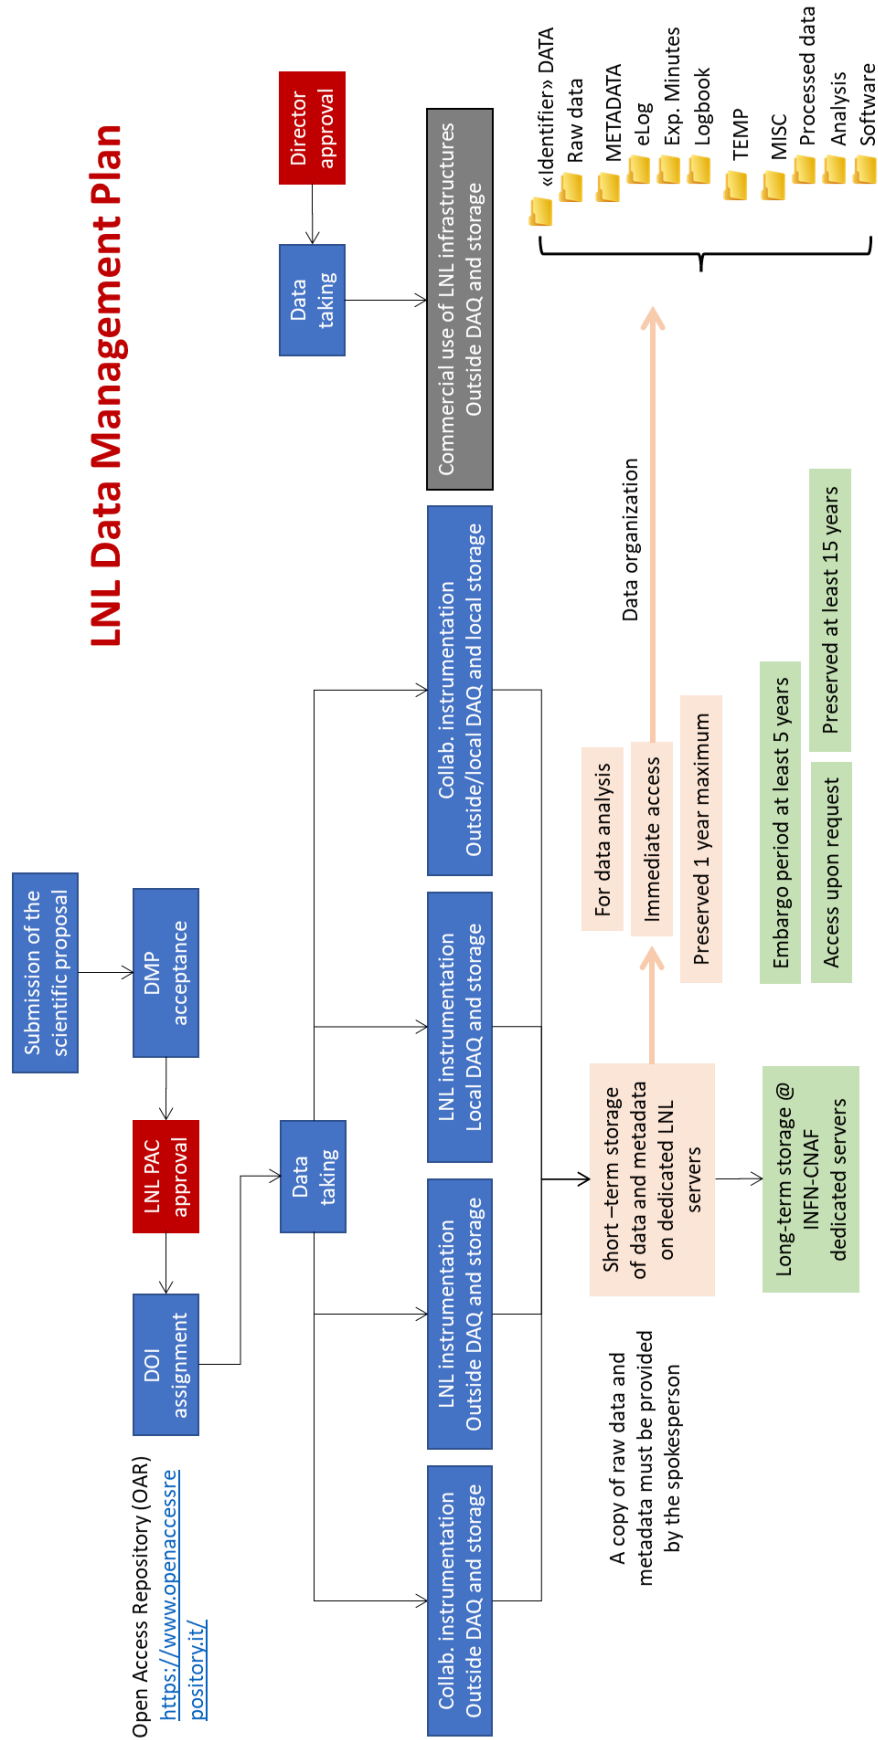 LNL Data Management Plan
Submission of the
scientific proposal
DMP
acceptance
LNL PAC
approval
DOI
assignment
Open Access Repository (OAR)
https://www.openaccessre
pository.it/
Data
taking
Data
taking
Director
approval
Collab. instrumentation
Outside DAQ and storage
LNL instrumentation
Outside DAQ and storage
LNL instrumentation
Local DAQ and storage
Collab. instrumentation
Outside/local DAQ and local storage
Commercial use of LNL infrastructures
Outside DAQ and storage
A copy of raw data and
metadata must be provided
by the spokesperson
Short –term storage
of data and metadata
on dedicated LNL
servers
For data analysis
Immediate access
Preserved 1 year maximum
Data organization
Long-term storage @
INFN-CNAF
dedicated servers
Embargo period at least 5 years
Access upon request
Preserved at least 15 years
«Identifier» DATA
Raw data
METADATA
eLog
Exp. Minutes
Logbook
TEMP
MISC
Processed data
Analysis
Software